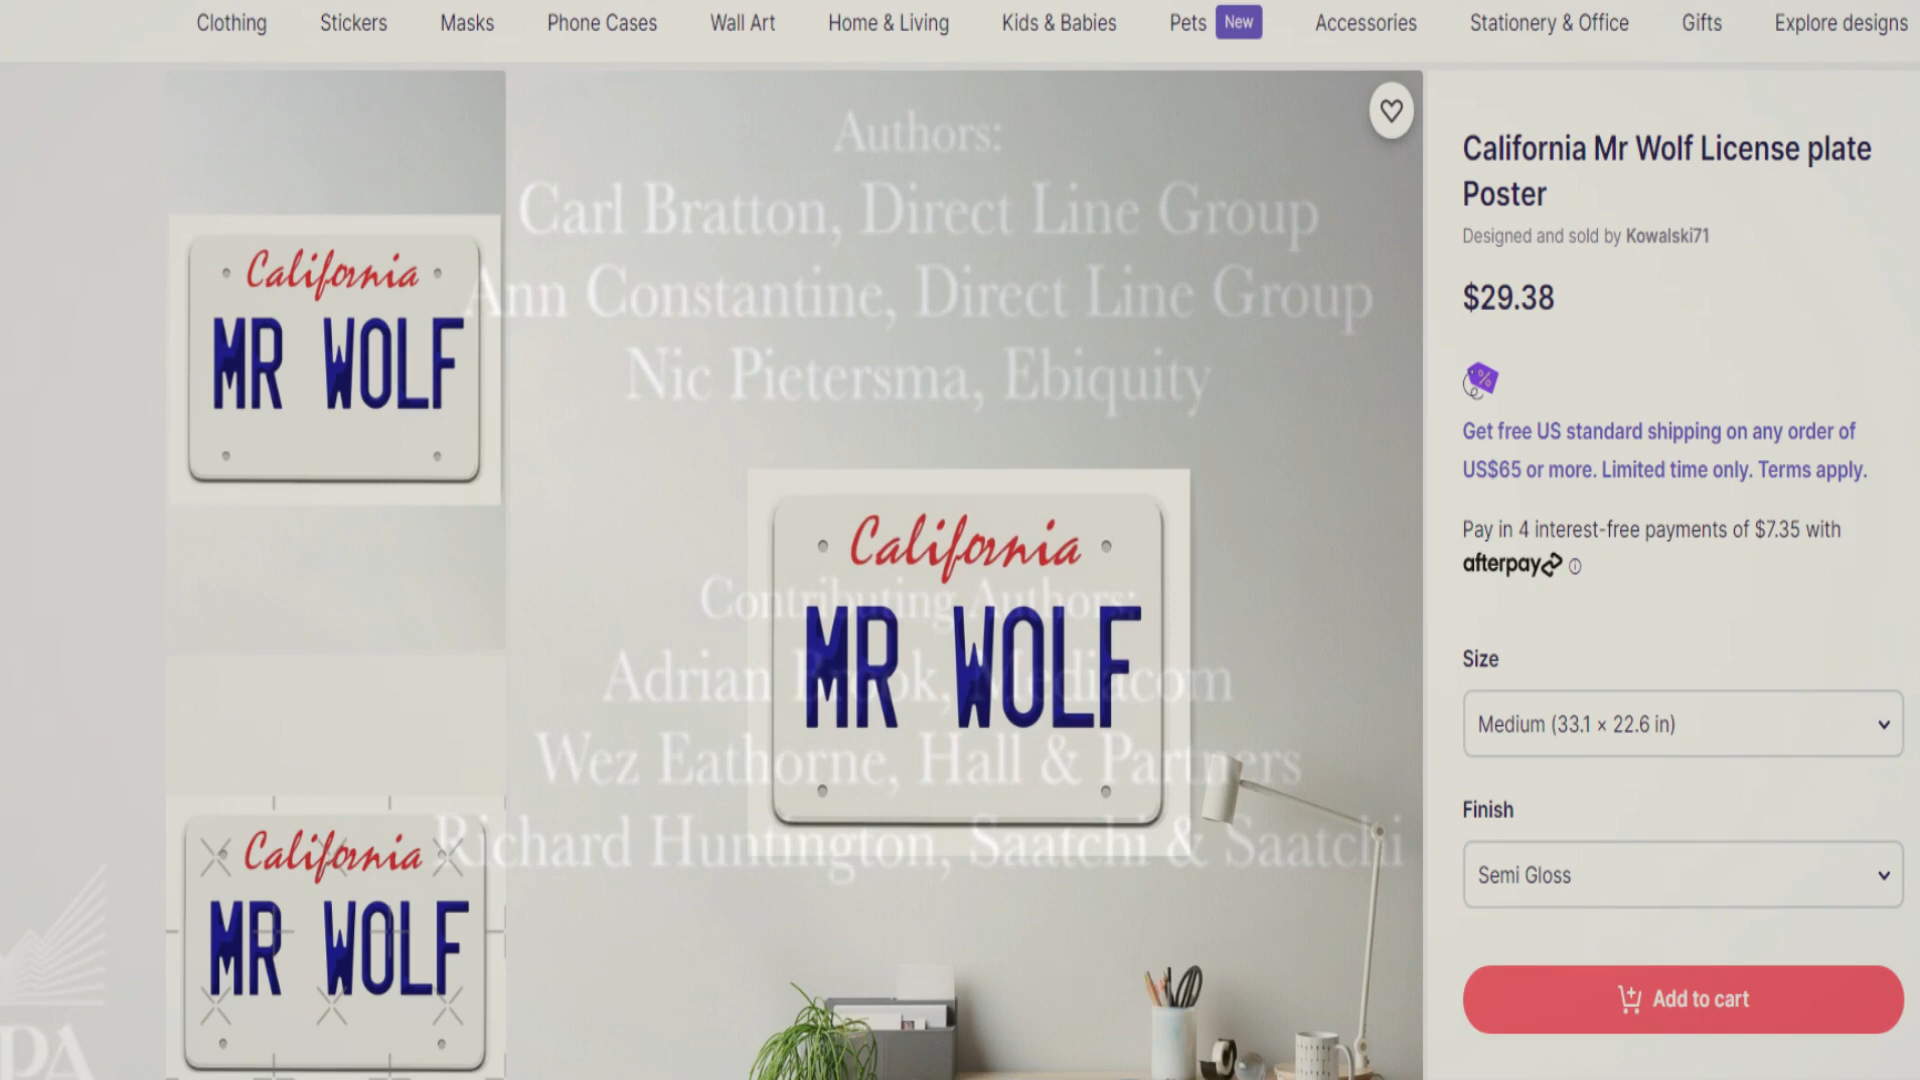 Clothing Stickers Masks Phone Cases Wall Art Home & Living Kids & Babies Pets New Accessories Stationery & Office Gifts Explore designs
California
MR WOLF
California
MR WOLF
Authors:
Carl Bratton, Direct Line Group
Ann Constantine, Direct Line Group
Nic Pietersma, Ebiquity
California
MR WOLF
Contributing Authors:
Adrian Brook, Mediacom
Wez Eathorne, Hall & Partners
Richard Huntington, Saatchi & Saatchi
PA
California Mr Wolf License plate
Poster
Designed and sold by Kowalski71
$29.38
%
Get free US standard shipping on any order of
US$65 or more. Limited time only. Terms apply.
Pay in 4 interest-free payments of $7.35 with
afterpay
Size
Medium (33.1 × 22.6 in)
Finish
Semi Gloss
Add to cart